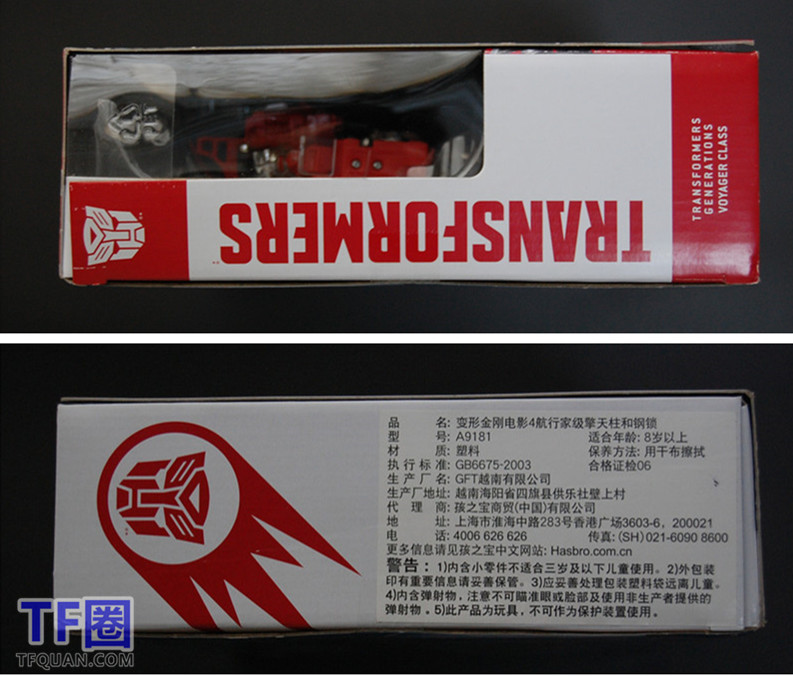 TRANSFORMERS
GENERATIONS
VOYAGER CLASS
TRANSFORMERS
品 名: 变形金刚电影4航行家级擎天柱和钢锁
型 号: A9181 适合年龄: 8岁以上
材 质: 塑料 保养方法: 用干布擦拭
执行标准: GB6675-2003 合格证检06
生产厂: GFT越南有限公司
生产厂地址: 越南海阳省四旗县供乐社壁上村
代理商: 孩之宝商贸(中国)有限公司
地 址: 上海市淮海中路283号香港广场3603-6, 200021
电 话: 4006 626 626 传真: (SH) 021-6090 8600
更多信息请见孩之宝中文网站: Hasbro.com.cn
警告: 1)内含小零件不适合三岁及以下儿童使用。2)外包装
印有重要信息请妥善保管。3)应妥善处理包装塑料袋远离儿童。
4)内含弹射物, 注意不可瞄准眼或脸部及使用非生产者提供的
弹射物。5)此产品为玩具, 不可作为保护装置使用。
TF圈
TFQUAN.COM